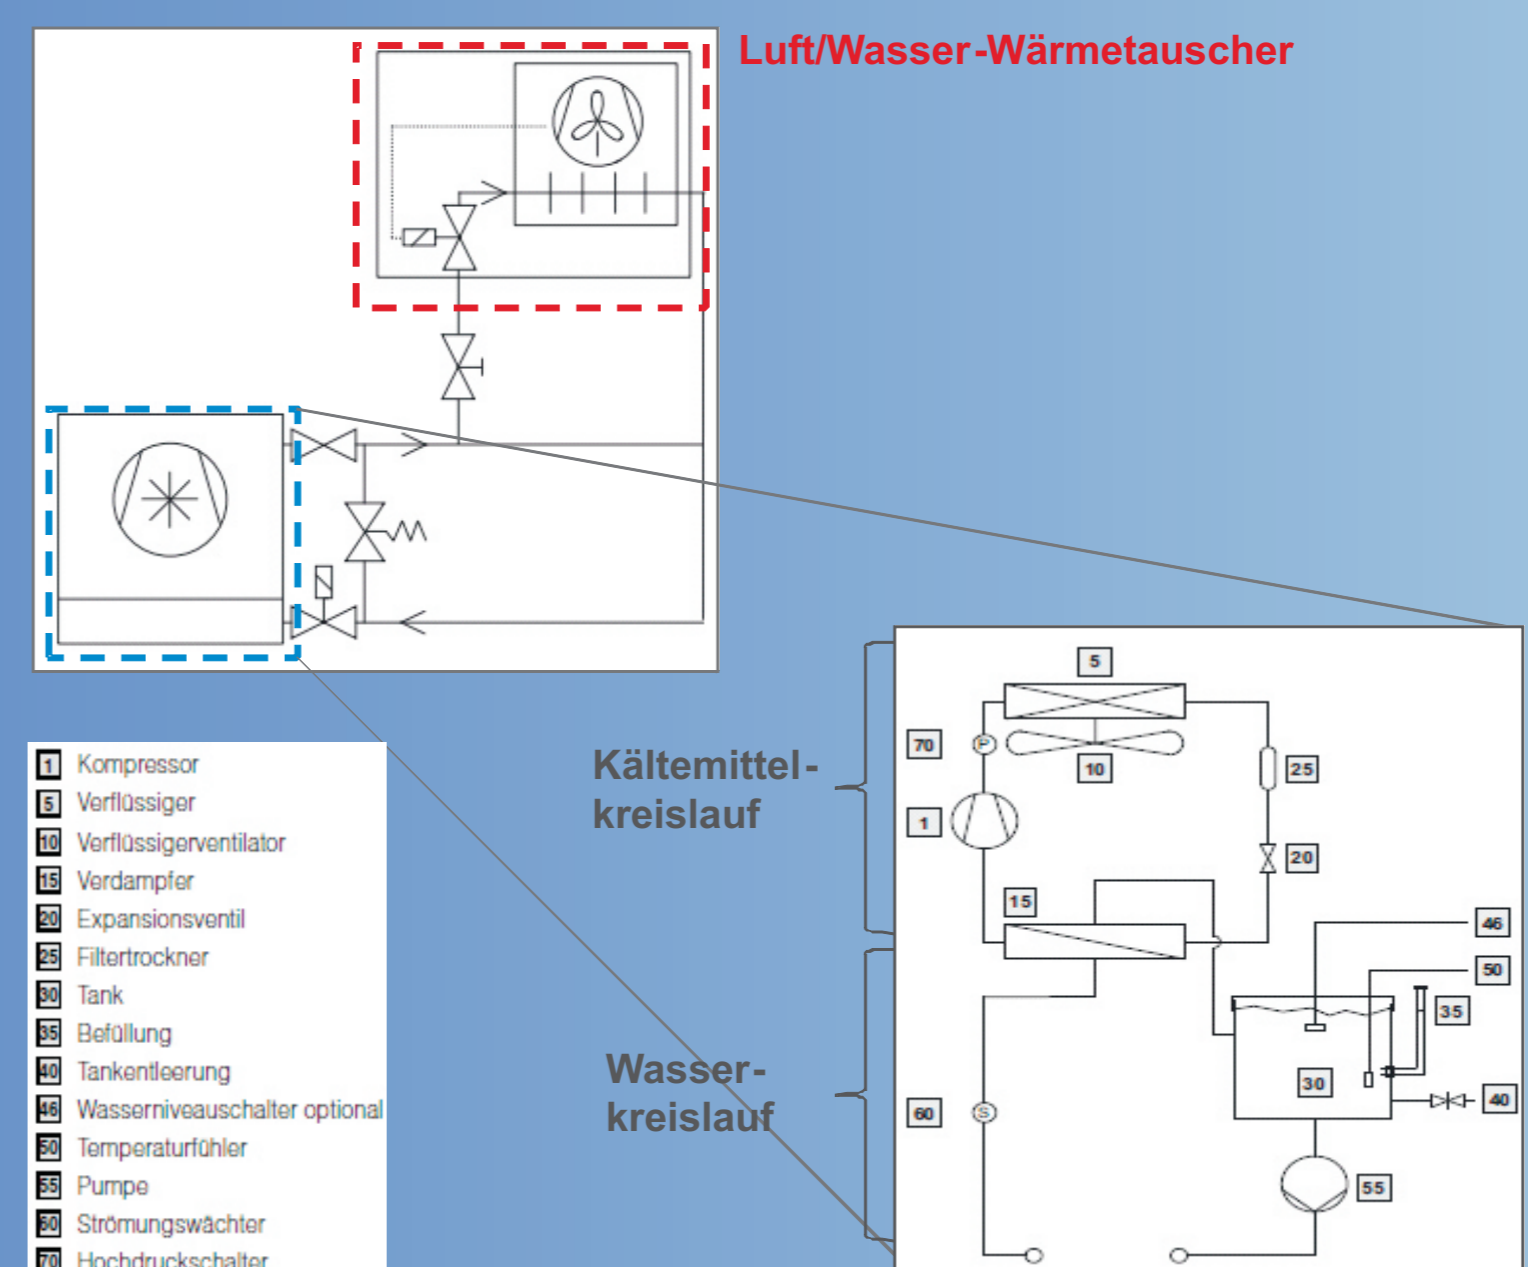 Luft/Wasser-Wärmetauscher
1 Kompressor
5 Verflüssiger
10 Verflüssigerventilator
15 Verdampfer
20 Expansionsventil
25 Filtertrockner
30 Tank
35 Befüllung
40 Tankentleerung
46 Wasserniveauschalter optional
50 Temperaturfühler
55 Pumpe
60 Strömungswächter
70 Hochdruckschalter
Kältemittel-
kreislauf
Wasser-
kreislauf
5
70 P
10
25
1
20
15
46
50
35
30
40
60 S
55